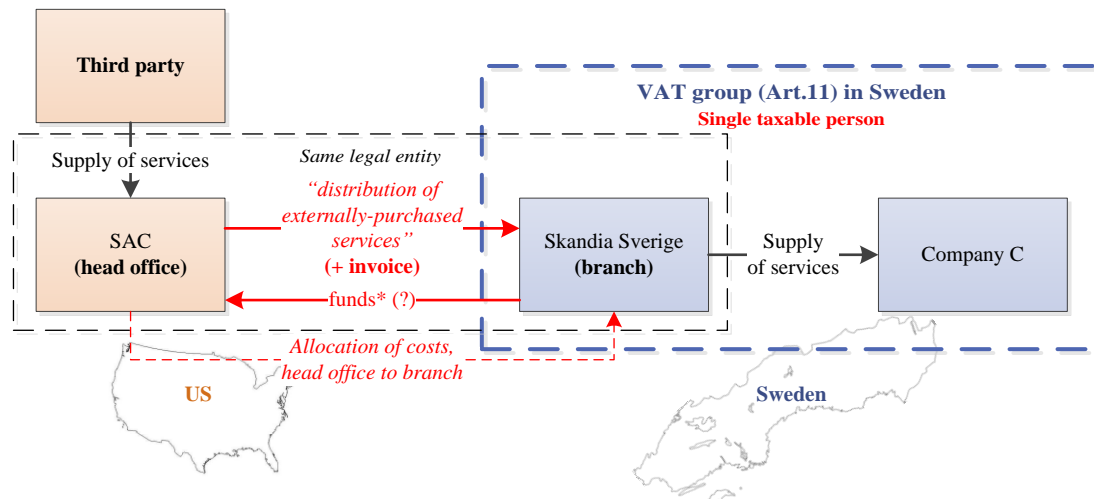 Third party
VAT group (Art.11) in Sweden
Single taxable person
Supply of services
Same legal entity
“distribution of
externally-purchased
services”
(+ invoice)
SAC
(head office)
Skandia Sverige
(branch)
Supply
of services
Company C
funds* (?)
Allocation of costs,
head office to branch
US
Sweden